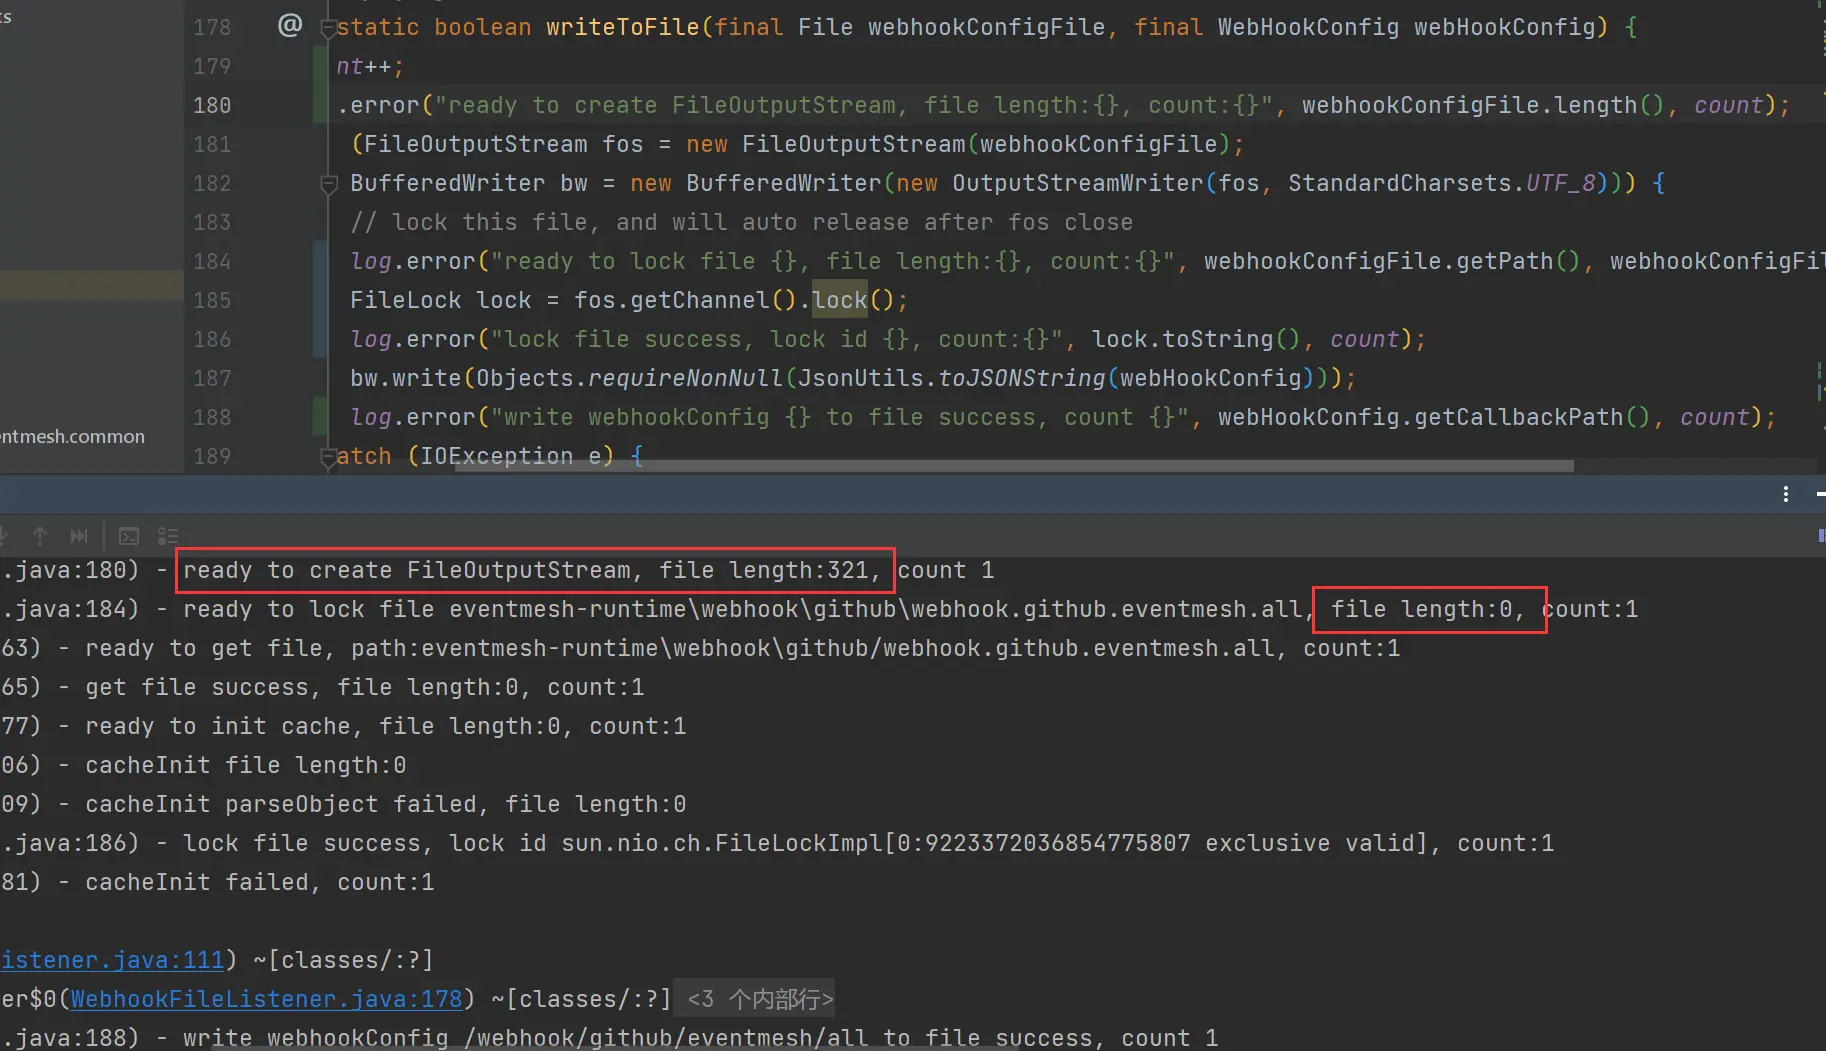 ts
178 @ static boolean writeToFile(final File webhookConfigFile, final WebHookConfig webHookConfig) {
179 nt++;
180 .error("ready to create FileOutputStream, file length:{}, count:{}", webhookConfigFile.length(), count);
181 (FileOutputStream fos = new FileOutputStream(webhookConfigFile);
182 BufferedWriter bw = new BufferedWriter(new OutputStreamWriter(fos, StandardCharsets.UTF_8))) {
183 // lock this file, and will auto release after fos close
184 log.error("ready to lock file {}, file length:{}, count:{}", webhookConfigFile.getPath(), webhookConfigFil
185 FileLock lock = fos.getChannel().lock();
186 log.error("lock file success, lock id {}, count:{}", lock.toString(), count);
187 bw.write(Objects.requireNonNull(JsonUtils.toJSONString(webHookConfig)));
188 log.error("write webhookConfig {} to file success, count {}", webHookConfig.getCallbackPath(), count);
entmesh.common
189 atch (IOException e) {
.java:180) - ready to create FileOutputStream, file length:321, count 1
.java:184) - ready to lock file eventmesh-runtime\webhook\github\webhook.github.eventmesh.all, file length:0, count:1
63) - ready to get file, path:eventmesh-runtime\webhook\github/webhook.github.eventmesh.all, count:1
65) - get file success, file length:0, count:1
77) - ready to init cache, file length:0, count:1
06) - cacheInit file length:0
09) - cacheInit parseObject failed, file length:0
.java:186) - lock file success, lock id sun.nio.ch.FileLockImpl[0:9223372036854775807 exclusive valid], count:1
81) - cacheInit failed, count:1
istener.java:111) ~[classes/:?]
er$0(WebhookFileListener.java:178) ~[classes/:?] <3 个内部行>
.java:188) - write webhookConfig /webhook/github/eventmesh/all to file success, count 1